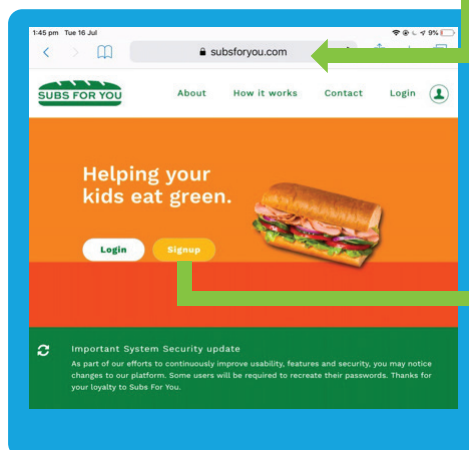 1:45 pm Tue 16 Jul
9%
subsforyou.com
SUBS FOR YOU
About How it works Contact Login
Helping your
kids eat green.
Login Signup
Important System Security update
As part of our efforts to continuously improve usability, features and security, you may notice
changes to our platform. Some users will be required to recreate their passwords. Thanks for
your loyalty to Subs For You.